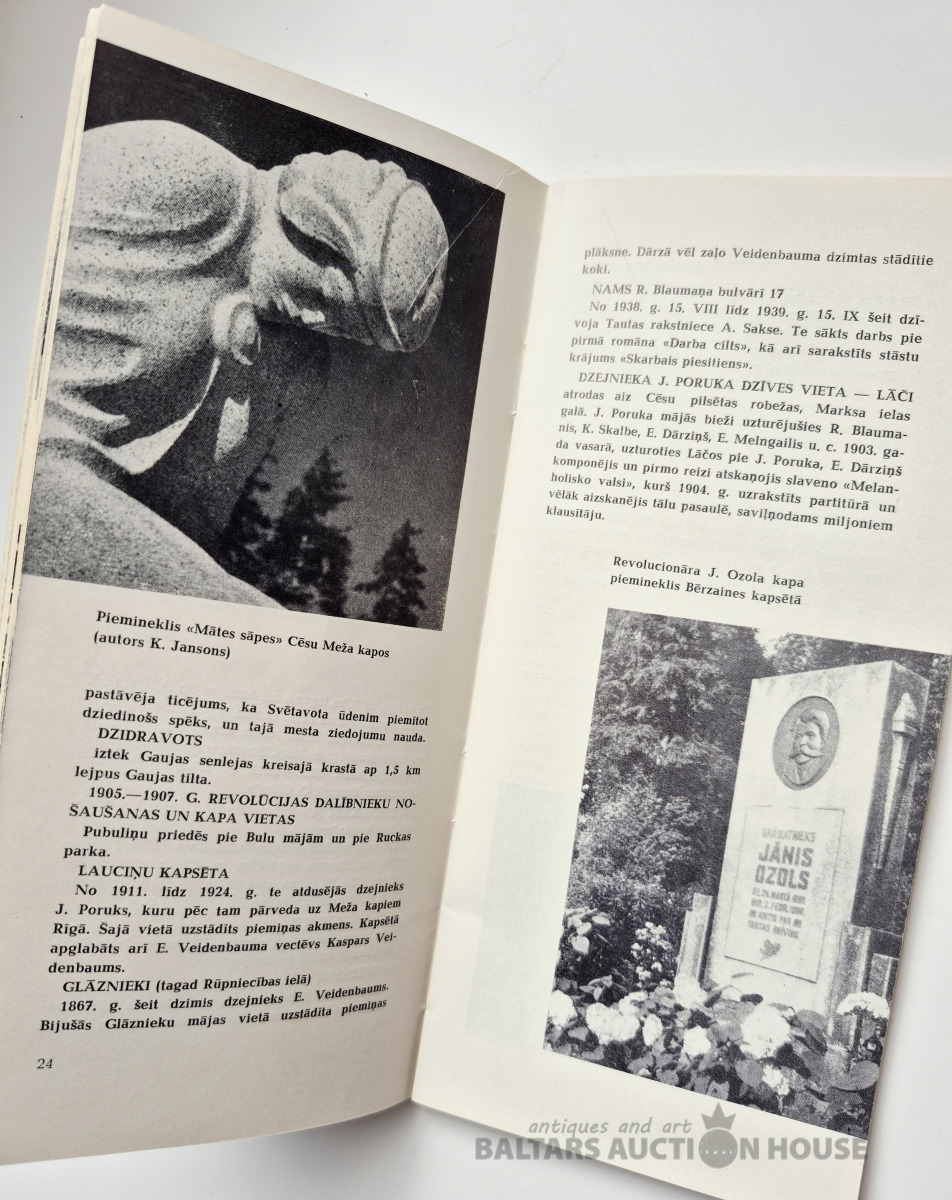 Piemineklis «Mātes sāpes» Cēsu Meža kapos
(autors K. Jansons)
pastāvēja ticējums, ka Svētavota ūdenim piemitot
dziedinošs spēks, un tajā mesta ziedojumu nauda.
DZIDRAVOTS
iztek Gaujas senlejas kreisajā krastā ap 1,5 km
lejpus Gaujas tilta.
1905.—1907. G. REVOLŪCIJAS DALĪBNIEKU NO-
ŠAUŠANAS UN KAPA VIETAS
Pubuliņu priedēs pie Bulu mājām un pie Ruckas
parka.
LAUCIŅU KAPSĒTA
No 1911. līdz 1924. g. te atdusējās dzejnieks
J. Poruks, kuru pēc tam pārveda uz Meža kapiem
Rīgā. Šajā vietā uzstādīts piemiņas akmens. Kapsētā
apglabāts arī E. Veidenbauma vectēvs Kaspars Vei-
denbaums.
GLĀZNIEKI (tagad Rūpniecības ielā)
1867. g. šeit dzimis dzejnieks E. Veidenbaums.
Bijušās Glāznieku mājas vietā uzstādīta piemiņas
24
plāksne. Dārzā vēl zaļo Veidenbauma dzimtas stādītie
koki.
NAMS R. Blaumaņa bulvārī 17
No 1938. g. 15. VIII līdz 1939. g. 15. IX šeit dzī-
voja Tautas rakstniece A. Sakse. Te sākts darbs pie
pirmā romāna «Darba cilts», kā arī sarakstīts stāstu
krājums «Skarbais piesitiens».
DZEJNIEKA J. PORUKA DZĪVES VIETA — LĀČI
atrodas aiz Cēsu pilsētas robežas, Marksa ielas
galā. J. Poruka mājās bieži uzturējušies R. Blauma-
nis, K. Skalbe, E. Dārziņš, E. Melngailis u. c. 1903. ga-
da vasarā, uzturoties Lāčos pie J. Poruka, E. Dārziņš
komponējis un pirmo reizi atskaņojis slaveno «Melan-
holisko valsi», kurš 1904. g. uzrakstīts partitūrā un
vēlāk aizskanējis tālu pasaulē, saviļņodams miljoniem
klausītāju.
Revolucionāra J. Ozola kapa
piemineklis Bērzaines kapsētā
GRĀMATNIEKS
JĀNIS
OZOLS
antiques and art
BALTARS AUCTION HOUSE